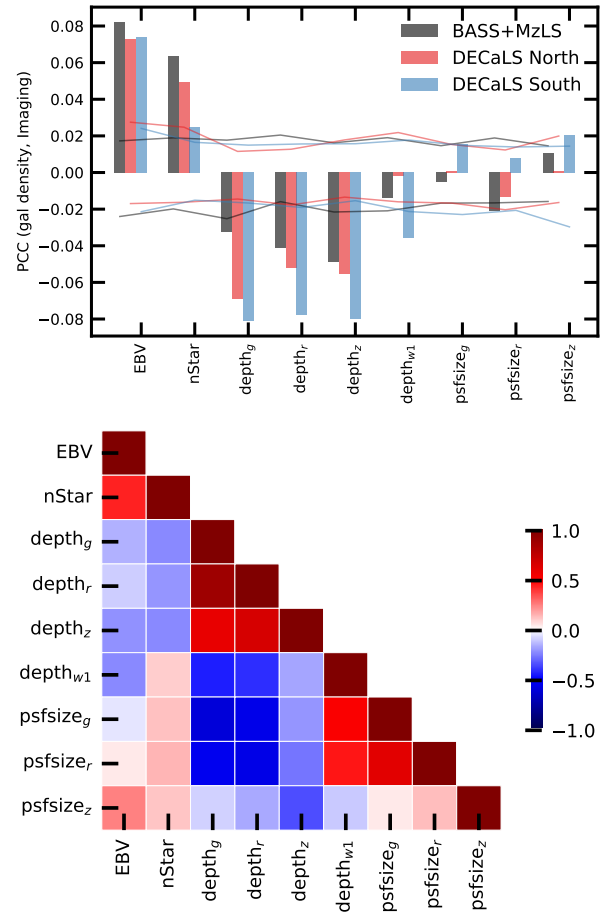 BASS+MzLS
DECaLS North
DECaLS South
PCC (gal density, Imaging)
0.08
0.06
0.04
0.02
0.00
−0.02
−0.04
−0.06
−0.08
EBV
nStar
depth_g
depth_r
depth_z
depth_w1
psfsize_g
psfsize_r
psfsize_z
EBV
nStar
depth_g
depth_r
depth_z
depth_w1
psfsize_g
psfsize_r
psfsize_z
1.0
0.5
0.0
−0.5
−1.0
EBV
nStar
depth_g
depth_r
depth_z
depth_w1
psfsize_g
psfsize_r
psfsize_z